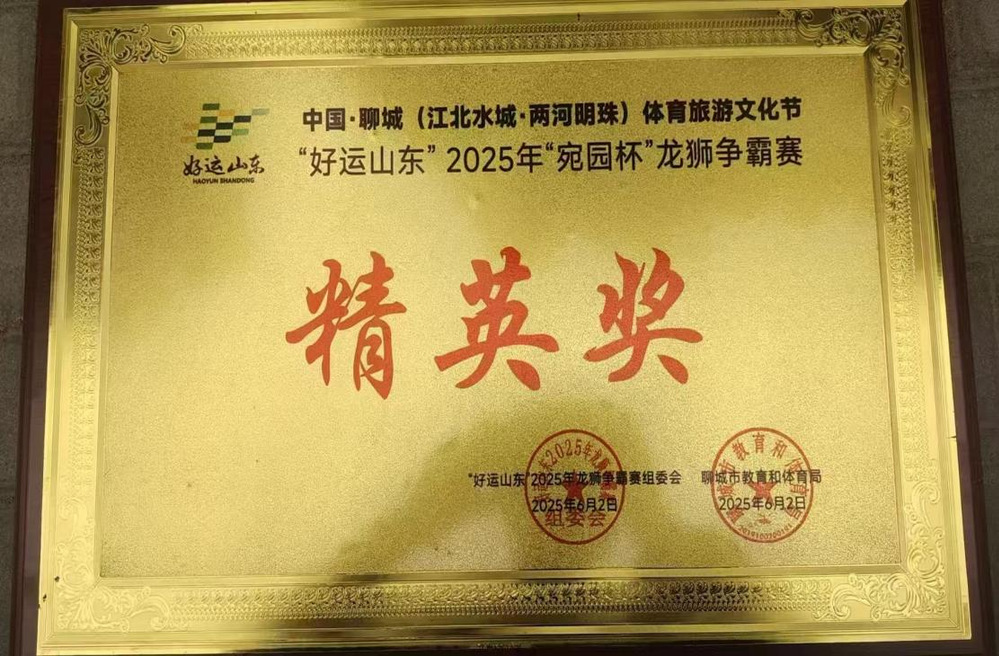 中国·聊城（江北水城·两河明珠）体育旅游文化节
“好运山东” 2025年“宛园杯”龙狮争霸赛
好运山东
HAOYUN SHANDONG
精英奖
“好运山东”2025年龙狮争霸赛组委会
2025年6月2日
组委会
聊城市教育和体育局
2025年6月2日